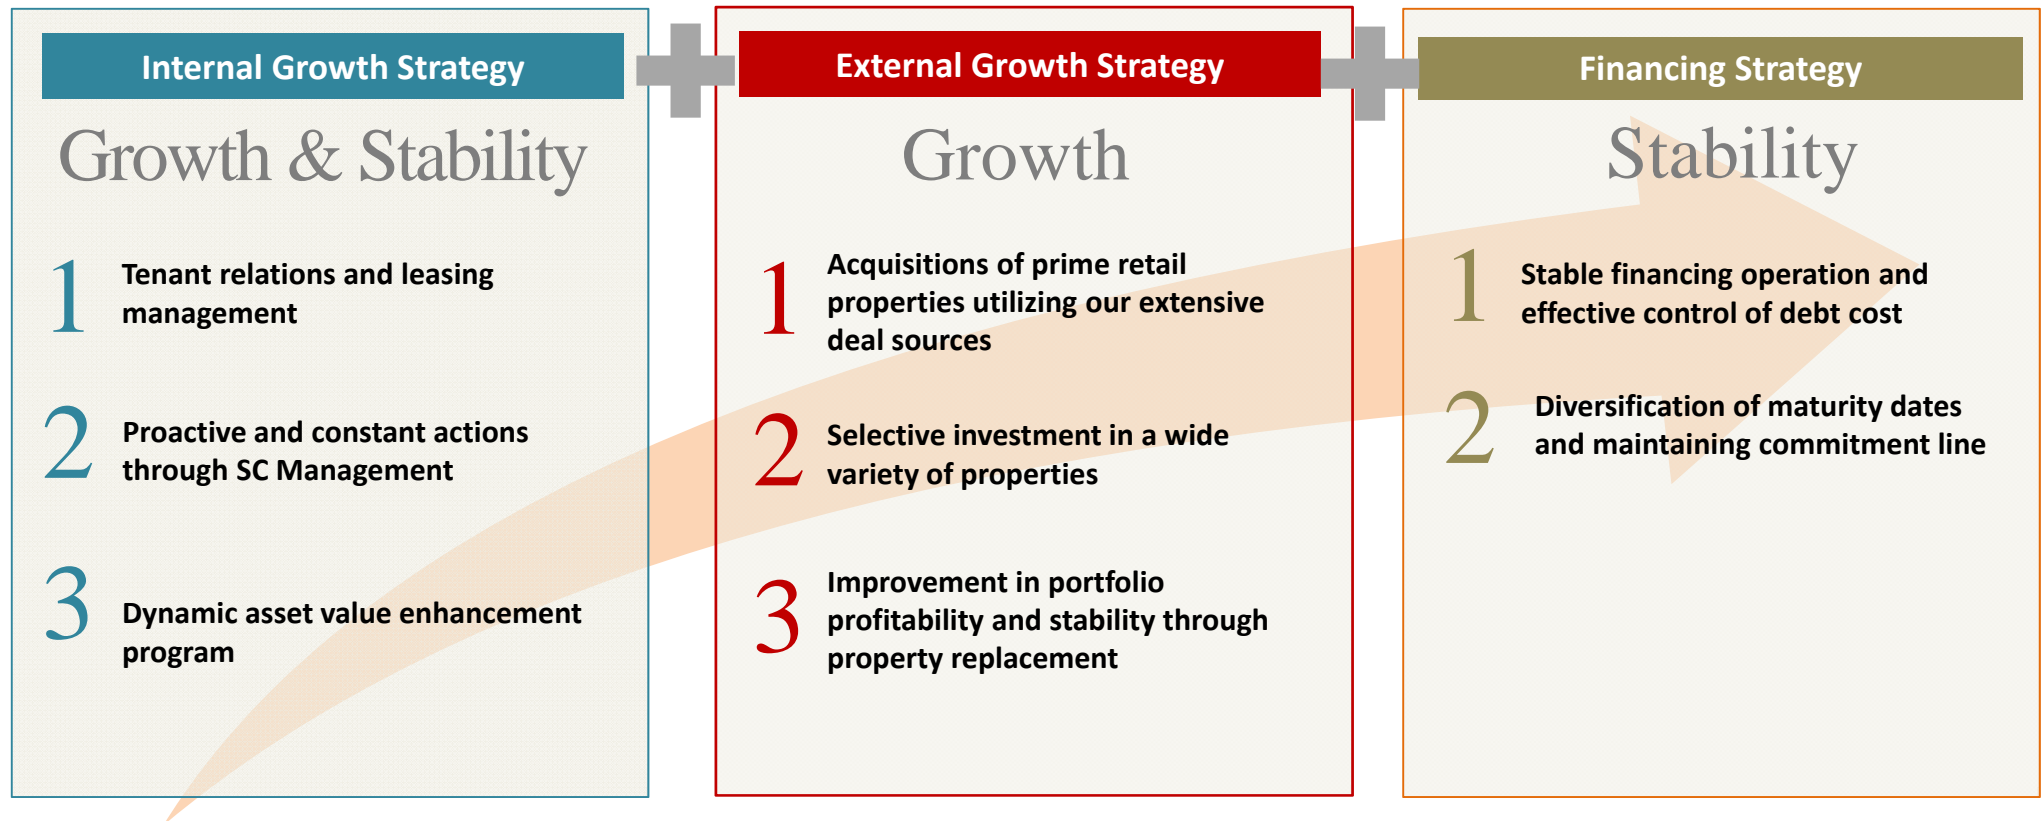 Internal Growth Strategy
Growth & Stability
1
Tenant relations and leasing
management
2
Proactive and constant actions
through SC Management
3
Dynamic asset value enhancement
program
External Growth Strategy
Growth
1
Acquisitions of prime retail
properties utilizing our extensive
deal sources
2
Selective investment in a wide
variety of properties
3
Improvement in portfolio
profitability and stability through
property replacement
Financing Strategy
Stability
1
Stable financing operation and
effective control of debt cost
2
Diversification of maturity dates
and maintaining commitment line